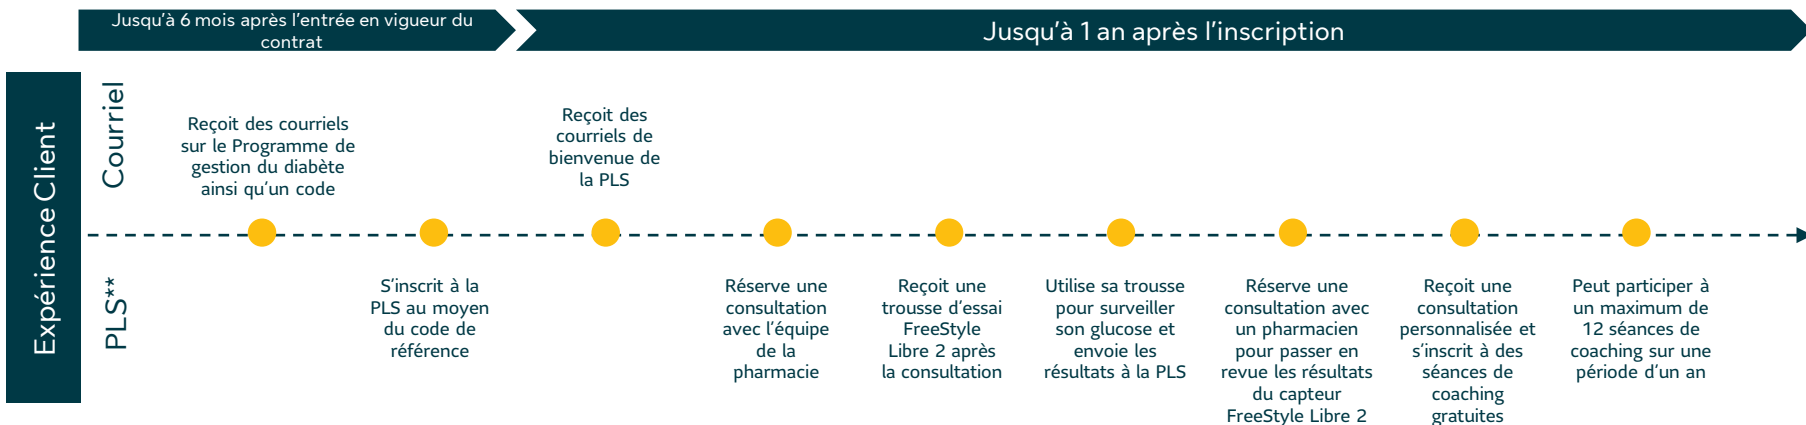 Jusqu'à 6 mois après l'entrée en vigueur du
contrat
Jusqu'à 1 an après l'inscription
Expérience Client
Courriel
Reçoit des courriels
sur le Programme de
gestion du diabète
ainsi qu'un code
Reçoit des
courriels de
bienvenue de
la PLS
PLS**
S'inscrit à la
PLS au moyen
du code de
référence
Réserve une
consultation
avec l'équipe
de la
pharmacie
Reçoit une
trousse d'essai
FreeStyle
Libre 2 après
la consultation
Utilise sa trousse
pour surveiller
son glucose et
envoie les
résultats à la PLS
Réserve une
consultation avec
un pharmacien
pour passer en
revue les résultats
du capteur
FreeStyle Libre 2
Reçoit une
consultation
personnalisée et
s'inscrit à des
séances de
coaching
gratuites
Peut participer à
un maximum de
12 séances de
coaching sur une
période d'un an